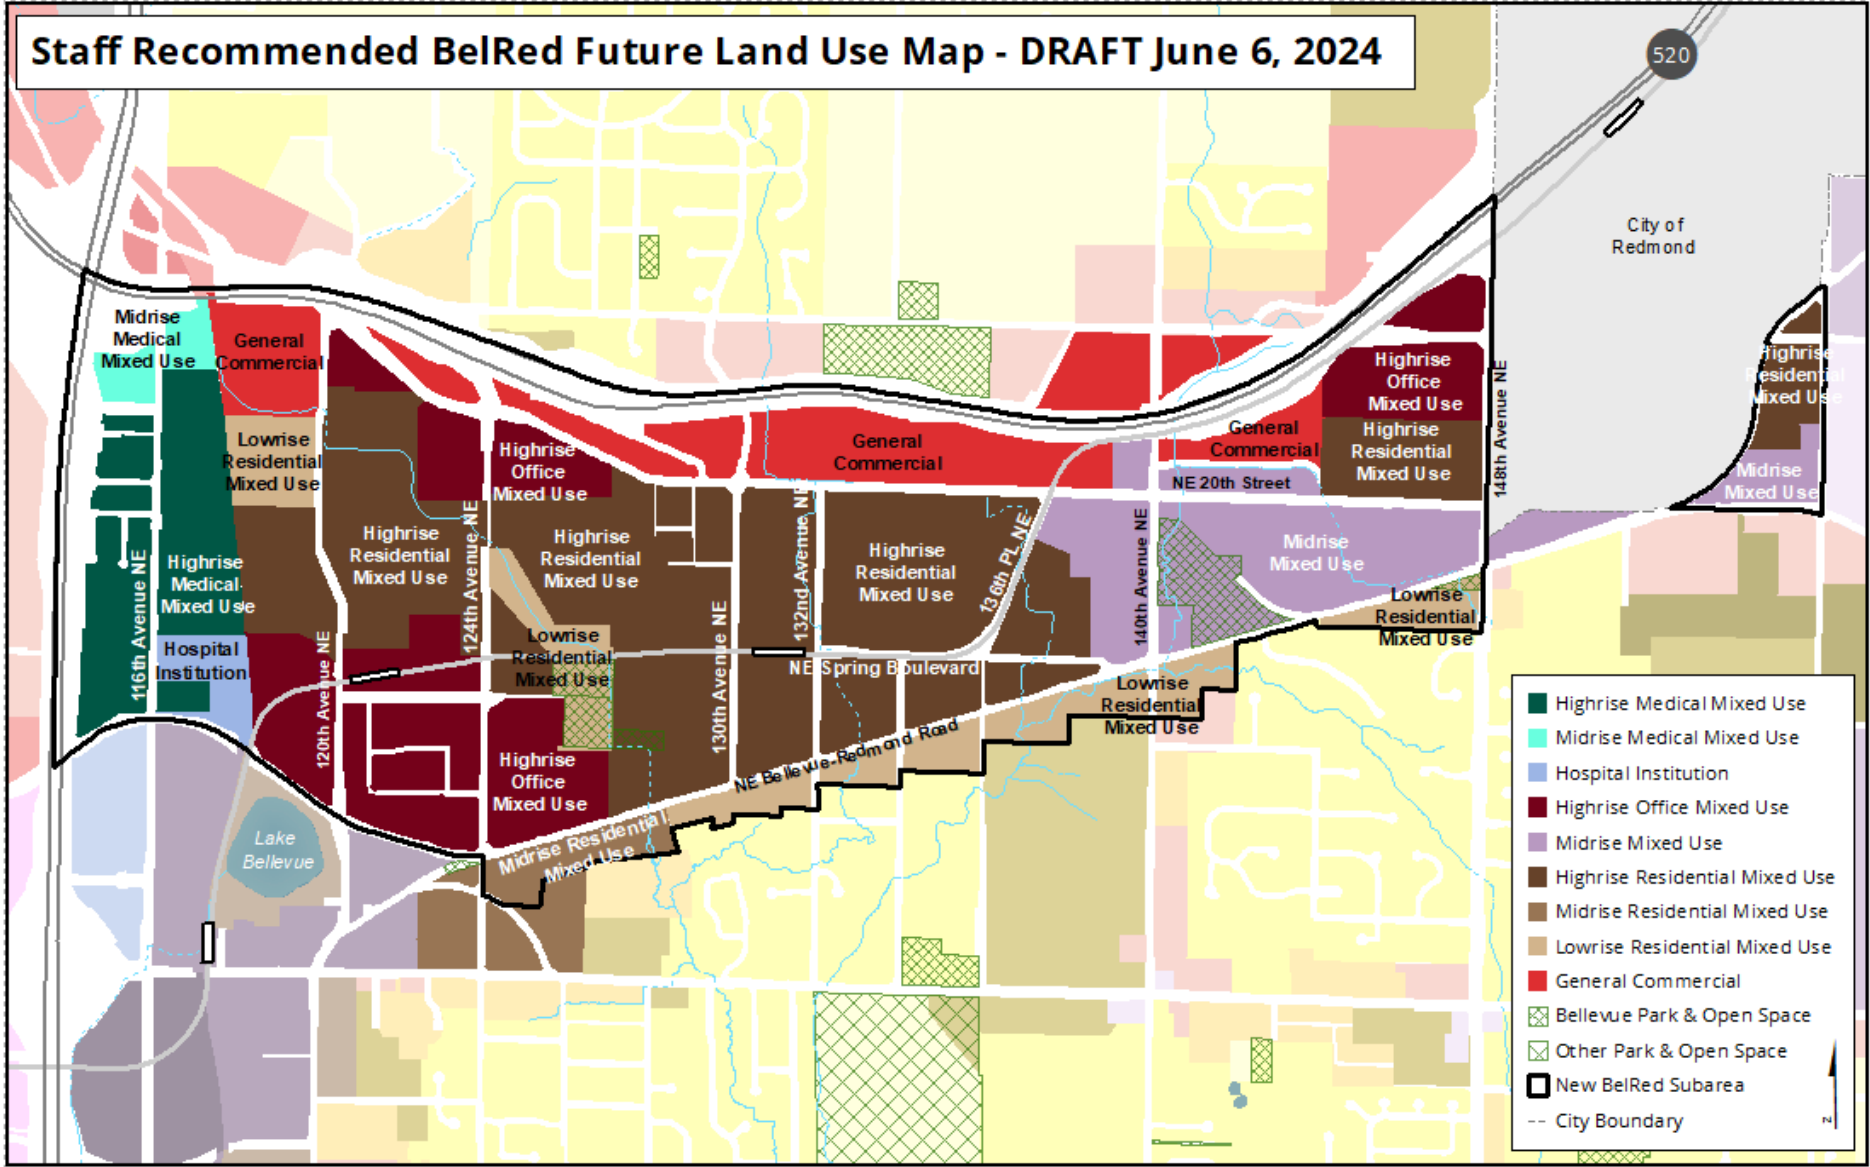 Staff Recommended BelRed Future Land Use Map - DRAFT June 6, 2024
520
City of
Redmond
Midrise
Medical
Mixed Use
General
Commercial
Highrise
Residential
Mixed Use
Highrise
Office
Mixed Use
148th Avenue NE
Lowrise
Residential
Mixed Use
Highrise
Office
Mixed Use
General
Commercial
General
Commercial
Highrise
Residential
Mixed Use
Midrise
Mixed Use
NE 20th Street
Highrise
Residential
Mixed Use
Highrise
Residential
Mixed Use
Highrise
Residential
Mixed Use
Midrise
Mixed Use
Highrise
Medical
Mixed Use
116th Avenue NE
124th Avenue NE
132nd Avenue NE
136th PL NE
140th Avenue NE
Lowrise
Residential
Mixed Use
Hospital
Institution
Lowrise
Residential
Mixed Use
120th Avenue NE
130th Avenue NE
NE Spring Boulevard
Lowrise
Residential
Mixed Use
Highrise
Office
Mixed Use
NE Bellevue-Redmond Road
Lake
Bellevue
Midrise Residential
Mixed Use
Highrise Medical Mixed Use
Midrise Medical Mixed Use
Hospital Institution
Highrise Office Mixed Use
Midrise Mixed Use
Highrise Residential Mixed Use
Midrise Residential Mixed Use
Lowrise Residential Mixed Use
General Commercial
Bellevue Park & Open Space
Other Park & Open Space
New BelRed Subarea
City Boundary
N